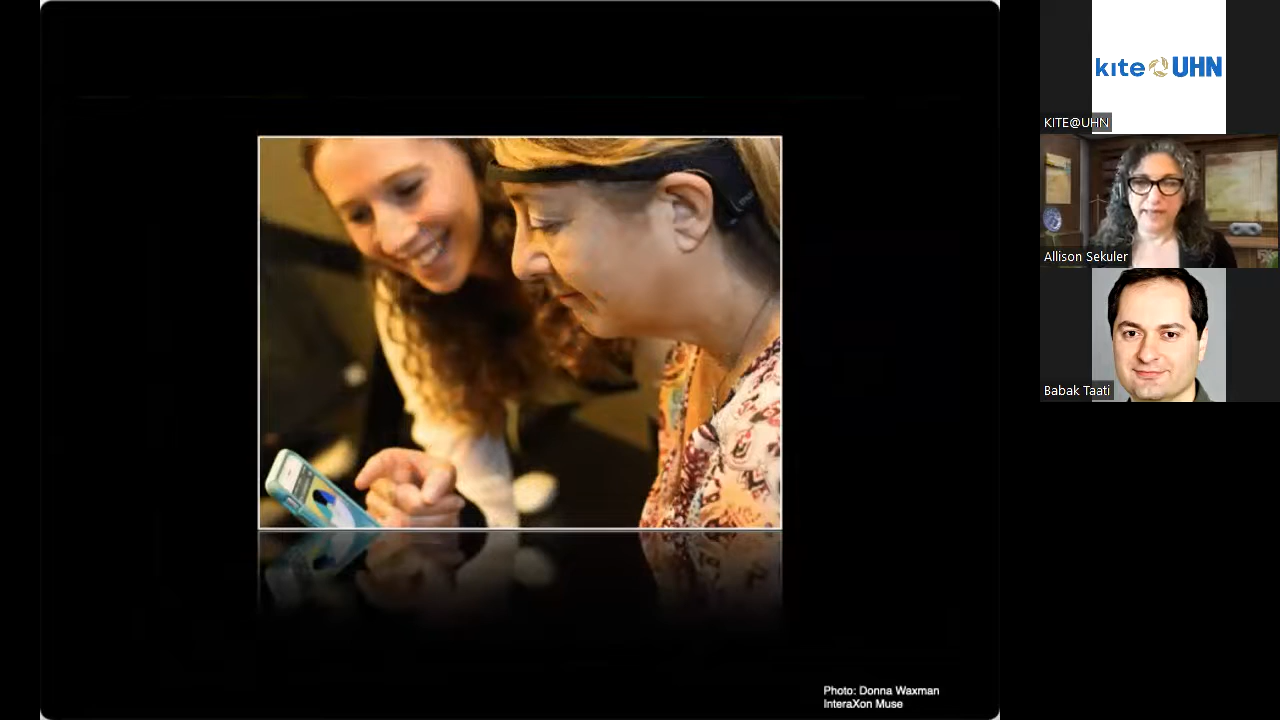 kite UHN
KITE@UHN
Allison Sekuler
Babak Taati
Photo: Donna Waxman
InteraXon Muse